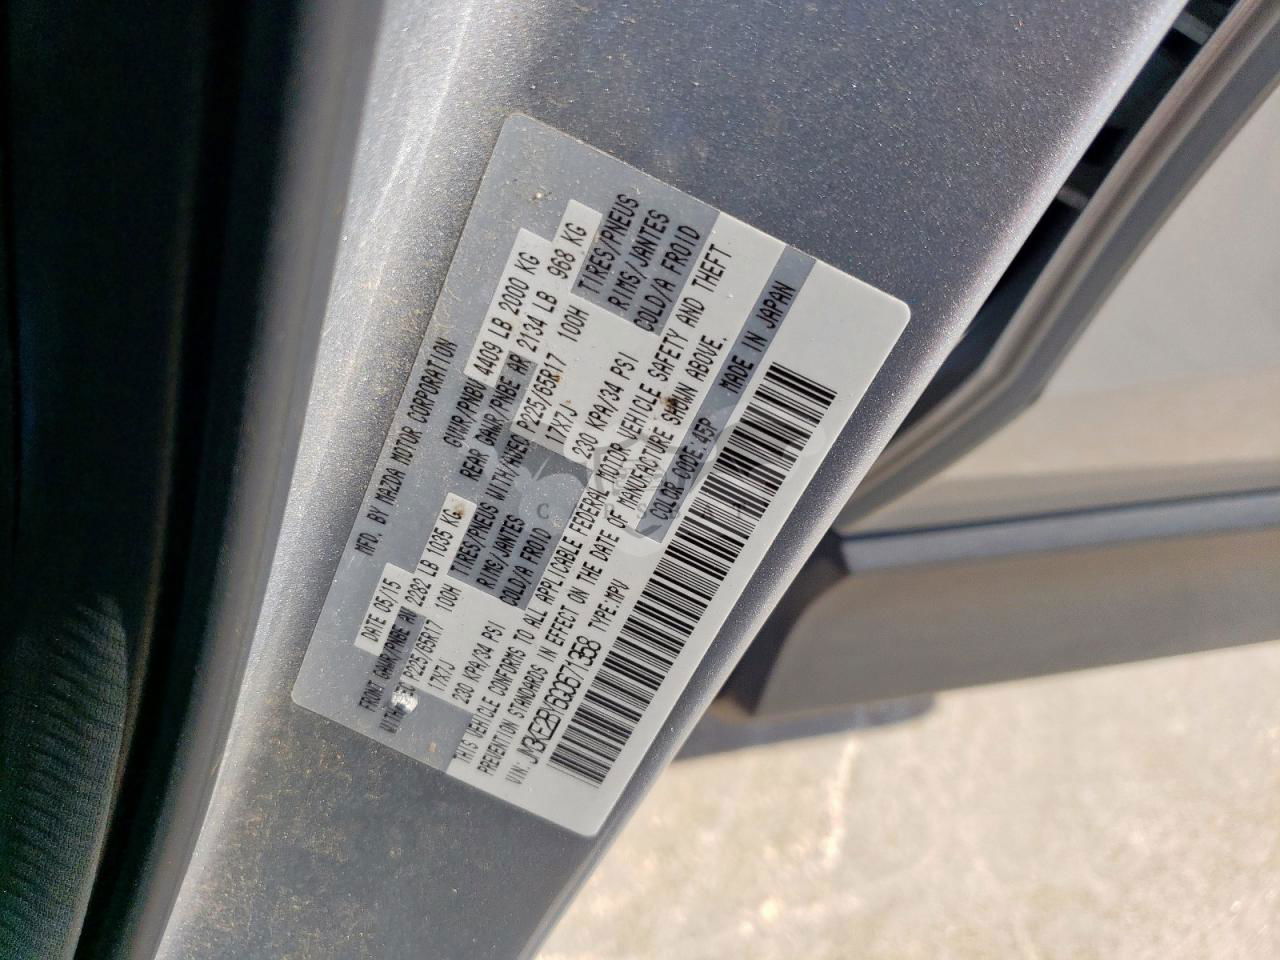 MFD. BY MAZDA MOTOR CORPORATION
DATE 05/15 GVWR/PNBV 4409 LB 2000 KG
FRONT GAWR/PNBE AV 2282 LB 1035 KG REAR GAWR/PNBE AR 2134 LB 968 KG
P225/65R17 100H TIRES/PNEUS WITH/AVEC P225/65R17 100H TIRES/PNEUS
17X7J RIMS/JANTES 17X7J RIMS/JANTES
230 KPA/34 PSI COLD/A FROID 230 KPA/34 PSI COLD/A FROID
THIS VEHICLE CONFORMS TO ALL APPLICABLE FEDERAL MOTOR VEHICLE SAFETY AND THEFT
PREVENTION STANDARDS IN EFFECT ON THE DATE OF MANUFACTURE SHOWN ABOVE.
VIN: TYPE:MPV COLOR CODE: 45P MADE IN JAPAN